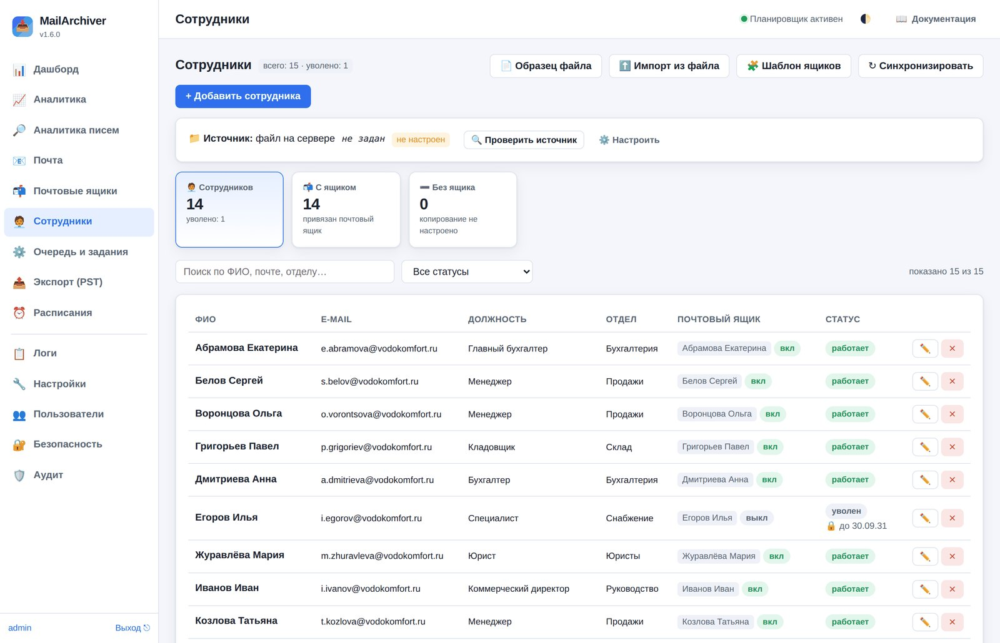 MailArchiver
v1.6.0
Дашборд
Аналитика
Аналитика писем
Почта
Почтовые ящики
Сотрудники
Очередь и задания
Экспорт (PST)
Расписания
Логи
Настройки
Пользователи
Безопасность
Аудит
admin
Выход
Сотрудники
Планировщик активен
Документация
Сотрудники всего: 15 · уволено: 1
Образец файла
Импорт из файла
Шаблон ящиков
↻ Синхронизировать
+ Добавить сотрудника
Источник: файл на сервере не задан не настроен Проверить источник Настроить
Сотрудников
14
уволено: 1
С ящиком
14
привязан почтовый
ящик
Без ящика
0
копирование не
настроено
Поиск по ФИО, почте, отделу…
Все статусы
показано 15 из 15
ФИО E-MAIL ДОЛЖНОСТЬ ОТДЕЛ ПОЧТОВЫЙ ЯЩИК СТАТУС
Абрамова Екатерина e.abramova@vodokomfort.ru Главный бухгалтер Бухгалтерия Абрамова Екатерина вкл работает
Белов Сергей s.belov@vodokomfort.ru Менеджер Продажи Белов Сергей вкл работает
Воронцова Ольга o.vorontsova@vodokomfort.ru Менеджер Продажи Воронцова Ольга вкл работает
Григорьев Павел p.grigoriev@vodokomfort.ru Кладовщик Склад Григорьев Павел вкл работает
Дмитриева Анна a.dmitrieva@vodokomfort.ru Бухгалтер Бухгалтерия Дмитриева Анна вкл работает
Егоров Илья i.egorov@vodokomfort.ru Специалист Снабжение Егоров Илья выкл уволен
до 30.09.31
Журавлёва Мария m.zhuravleva@vodokomfort.ru Юрист Юристы Журавлёва Мария вкл работает
Иванов Иван i.ivanov@vodokomfort.ru Коммерческий директор Руководство Иванов Иван вкл работает
Козлова Татьяна t.kozlova@vodokomfort.ru Менеджер Продажи Козлова Татьяна вкл работает